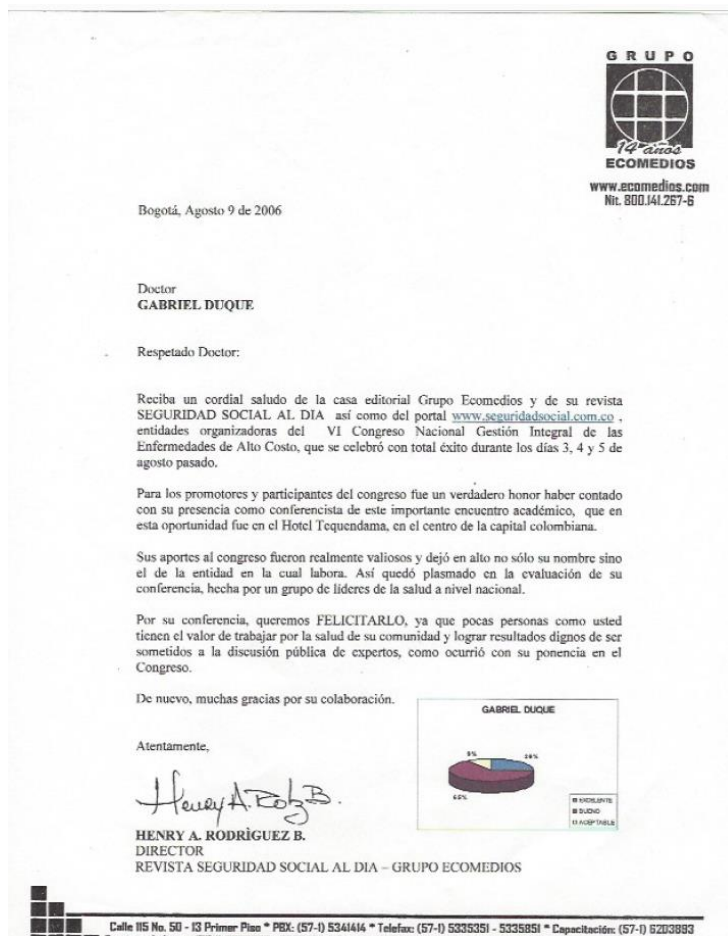 GRUPO
14 años
ECOMEDIOS
www.ecomedios.com
Nit. 800.141.267-6
Bogotá, Agosto 9 de 2006
Doctor
GABRIEL DUQUE
Respetado Doctor:
Reciba un cordial saludo de la casa editorial Grupo Ecomedios y de su revista
SEGURIDAD SOCIAL AL DIA así como del portal www.seguridadsocial.com.co ,
entidades organizadoras del VI Congreso Nacional Gestión Integral de las
Enfermedades de Alto Costo, que se celebró con total éxito durante los días 3, 4 y 5 de
agosto pasado.
Para los promotores y participantes del congreso fue un verdadero honor haber contado
con su presencia como conferencista de este importante encuentro académico, que en
esta oportunidad fue en el Hotel Tequendama, en el centro de la capital colombiana.
Sus aportes al congreso fueron realmente valiosos y dejó en alto no sólo su nombre sino
el de la entidad en la cual labora. Así quedó plasmado en la evaluación de su
conferencia, hecha por un grupo de líderes de la salud a nivel nacional.
Por su conferencia, queremos FELICITARLO, ya que pocas personas como usted
tienen el valor de trabajar por la salud de su comunidad y lograr resultados dignos de ser
sometidos a la discusión pública de expertos, como ocurrió con su ponencia en el
Congreso.
De nuevo, muchas gracias por su colaboración.
GABRIEL DUQUE
9%
26%
65%
EXCELENTE
BUENO
ACEPTABLE
Atentamente,
Henry A. B.
HENRY A. RODRÌGUEZ B.
DIRECTOR
REVISTA SEGURIDAD SOCIAL AL DIA – GRUPO ECOMEDIOS
Calle 115 No. 50 - 13 Primer Piso * PBX: (57-1) 5341414 * Telefax: (57-1) 5335351 - 5335851 * Capacitación: (57-1) 6203893